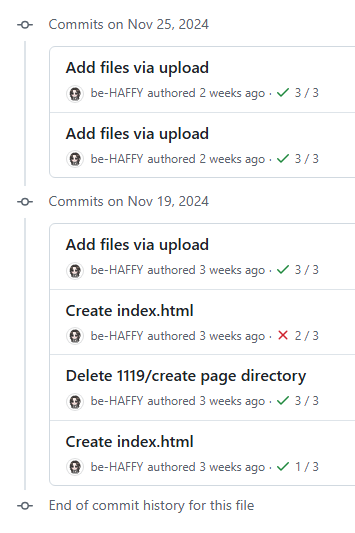 Commits on Nov 25, 2024
Add files via upload
be-HAFFY authored 2 weeks ago · 3 / 3
Add files via upload
be-HAFFY authored 2 weeks ago · 3 / 3
Commits on Nov 19, 2024
Add files via upload
be-HAFFY authored 3 weeks ago · 3 / 3
Create index.html
be-HAFFY authored 3 weeks ago · 2 / 3
Delete 1119/create page directory
be-HAFFY authored 3 weeks ago · 3 / 3
Create index.html
be-HAFFY authored 3 weeks ago · 1 / 3
End of commit history for this file